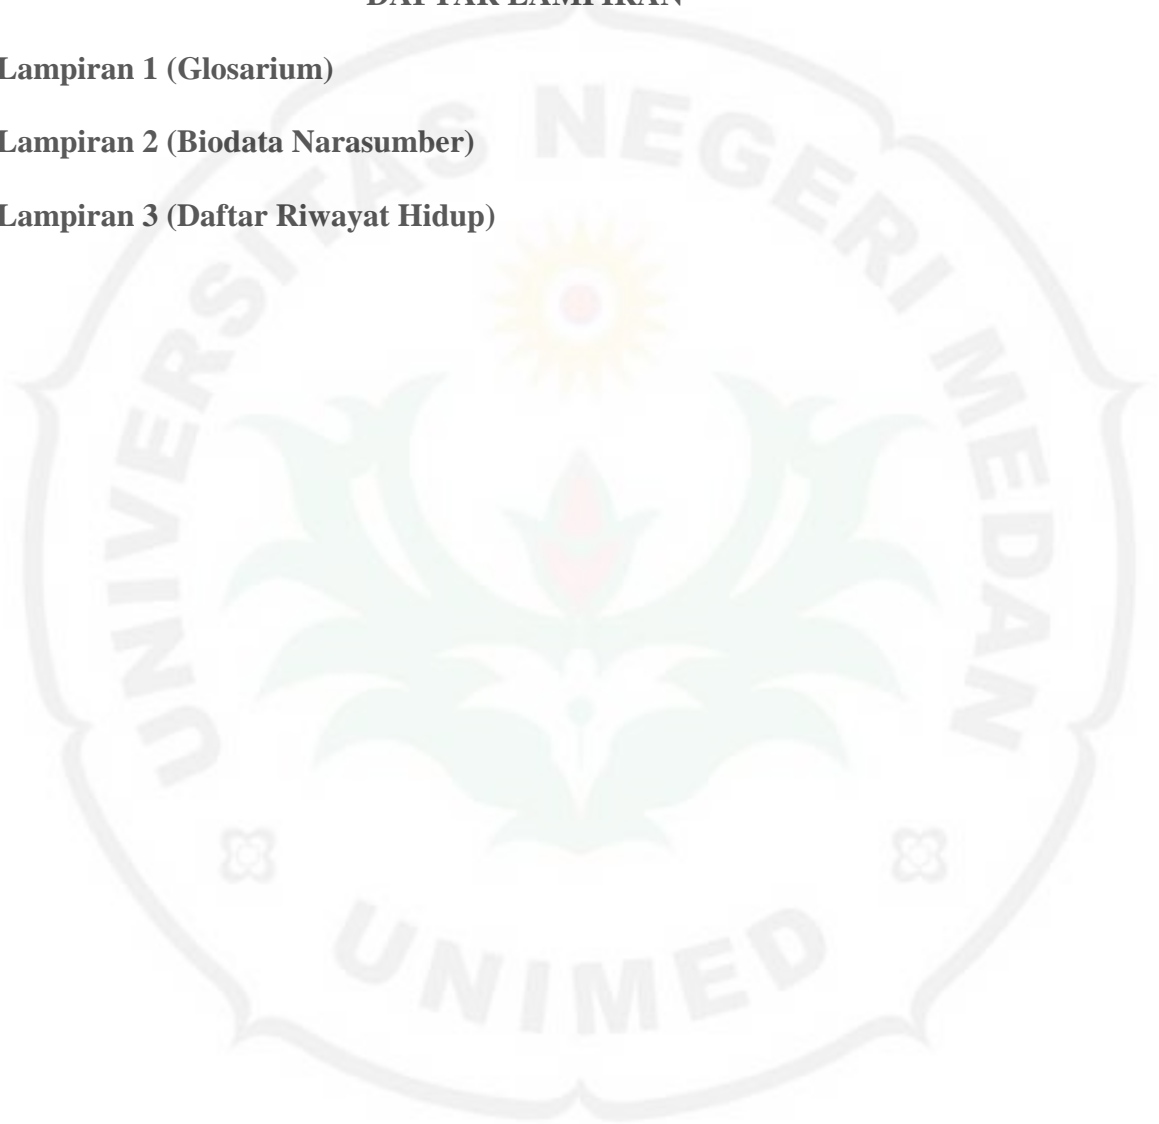 DAFTAR LAMPIRAN
Lampiran 1 (Glosarium)
Lampiran 2 (Biodata Narasumber)
Lampiran 3 (Daftar Riwayat Hidup)
UNIVERSITAS NEGERI MEDAN
UNIMED